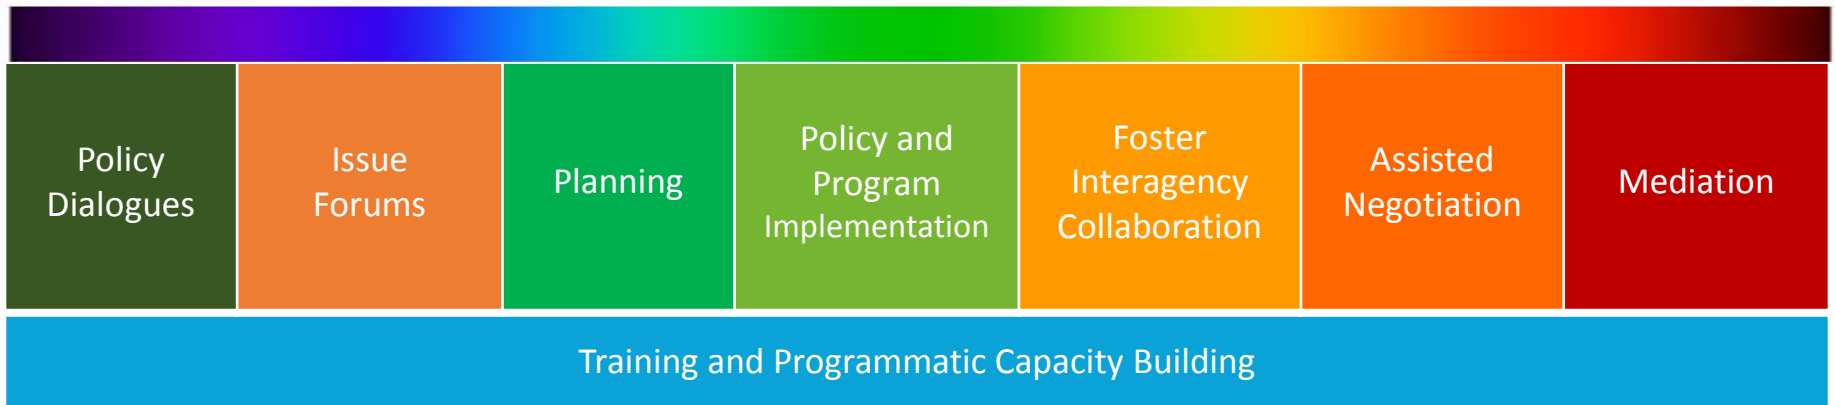 Policy
Dialogues
Issue
Forums
Planning
Policy and
Program
Implementation
Foster
Interagency
Collaboration
Assisted
Negotiation
Mediation
Training and Programmatic Capacity Building